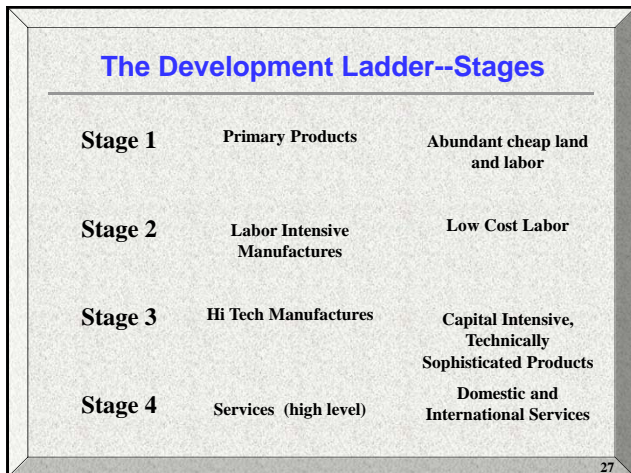 The Development Ladder--Stages
Stage 1
Primary Products
Abundant cheap land
and labor
Stage 2
Labor Intensive
Manufactures
Low Cost Labor
Stage 3
Hi Tech Manufactures
Capital Intensive,
Technically
Sophisticated Products
Stage 4
Services (high level)
Domestic and
International Services
27